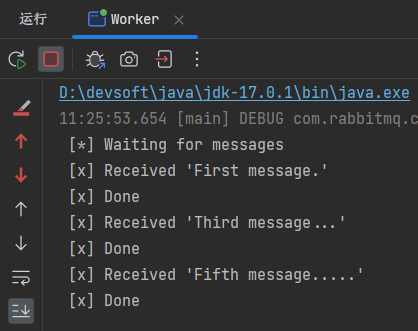 运行
Worker
D:\devsoft\java\jdk-17.0.1\bin\java.exe
11:25:53.654 [main] DEBUG com.rabbitmq.c
[*] Waiting for messages
[x] Received 'First message.'
[x] Done
[x] Received 'Third message...'
[x] Done
[x] Received 'Fifth message.....'
[x] Done